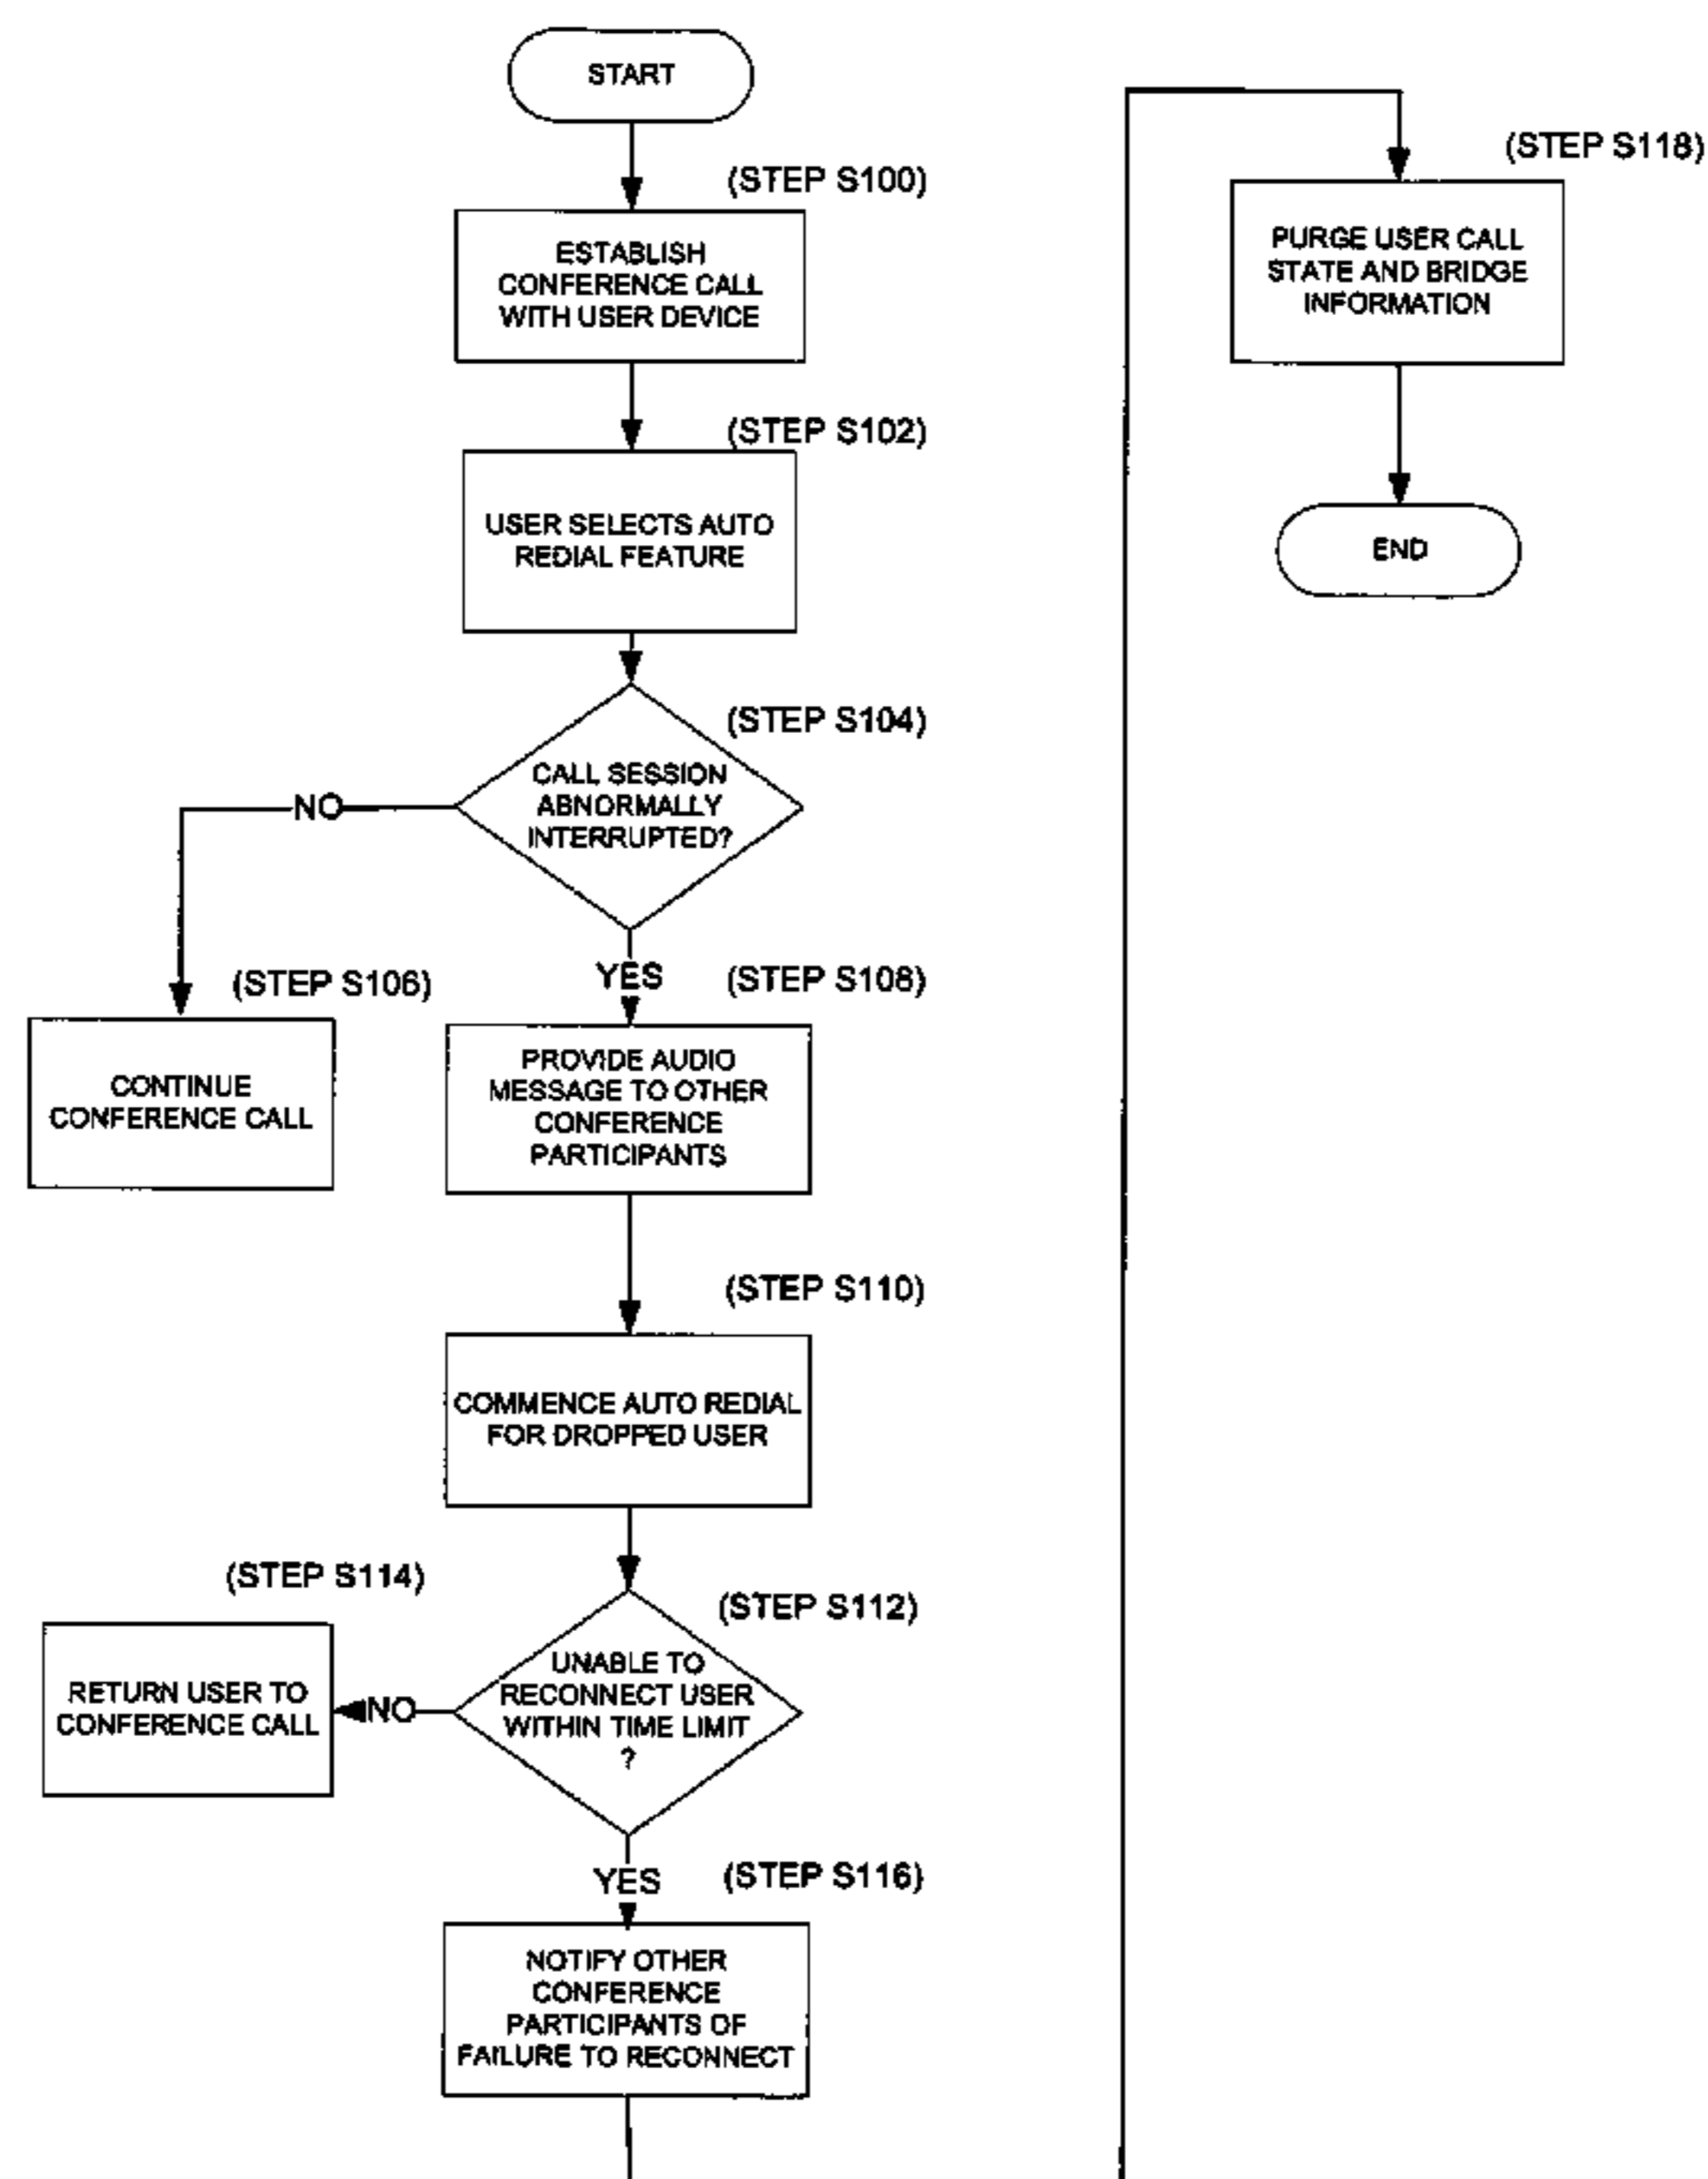 START
(STEP S100)
ESTABLISH
CONFERENCE CALL
WITH USER DEVICE
(STEP S102)
USER SELECTS AUTO
REDIAL FEATURE
(STEP S104)
CALL SESSION
ABNORMALLY
INTERRUPTED?
NO
YES
(STEP S106)
CONTINUE
CONFERENCE CALL
(STEP S108)
PROVIDE AUDIO
MESSAGE TO OTHER
CONFERENCE
PARTICIPANTS
(STEP S110)
COMMENCE AUTO REDIAL
FOR DROPPED USER
(STEP S112)
UNABLE TO
RECONNECT USER
WITHIN TIME LIMIT
?
NO
(STEP S114)
RETURN USER TO
CONFERENCE CALL
YES
(STEP S116)
NOTIFY OTHER
CONFERENCE
PARTICIPANTS OF
FAILURE TO RECONNECT
(STEP S118)
PURGE USER CALL
STATE AND BRIDGE
INFORMATION
END